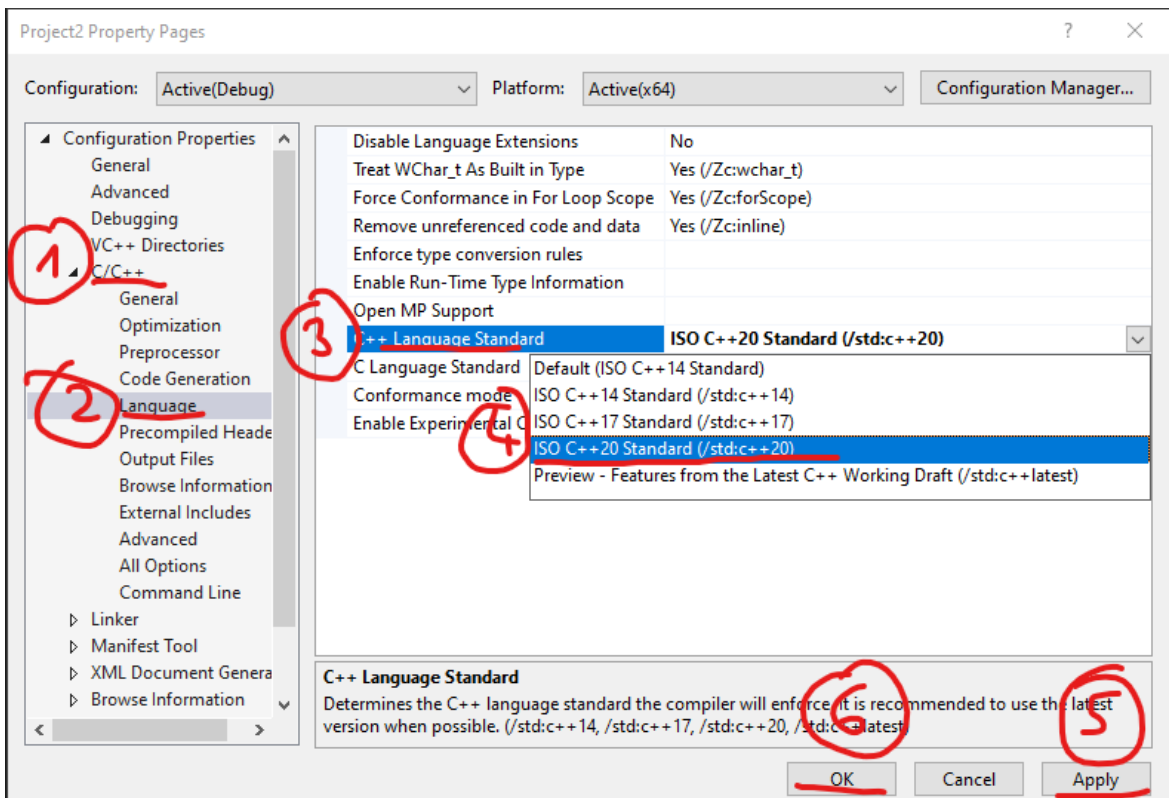 Project2 Property Pages
?
Configuration: Active(Debug) Platform: Active(x64) Configuration Manager...
Configuration Properties
General
Advanced
Debugging
VC++ Directories
1 C/C++
General
Optimization
Preprocessor
Code Generation
2 Language
Precompiled Heade
Output Files
Browse Information
External Includes
Advanced
All Options
Command Line
Linker
Manifest Tool
XML Document Genera
Browse Information
Disable Language Extensions No
Treat WChar_t As Built in Type Yes (/Zc:wchar_t)
Force Conformance in For Loop Scope Yes (/Zc:forScope)
Remove unreferenced code and data Yes (/Zc:inline)
Enforce type conversion rules
Enable Run-Time Type Information
Open MP Support
3 C++ Language Standard ISO C++20 Standard (/std:c++20)
C Language Standard Default (ISO C++14 Standard)
Conformance mode ISO C++14 Standard (/std:c++14)
Enable Experimental C ISO C++17 Standard (/std:c++17)
4 ISO C++20 Standard (/std:c++20)
Preview - Features from the Latest C++ Working Draft (/std:c++latest)
C++ Language Standard
Determines the C++ language standard the compiler will enforce. It is recommended to use the latest
version when possible. (/std:c++14, /std:c++17, /std:c++20, /std:c++latest)
6 5
OK Cancel Apply